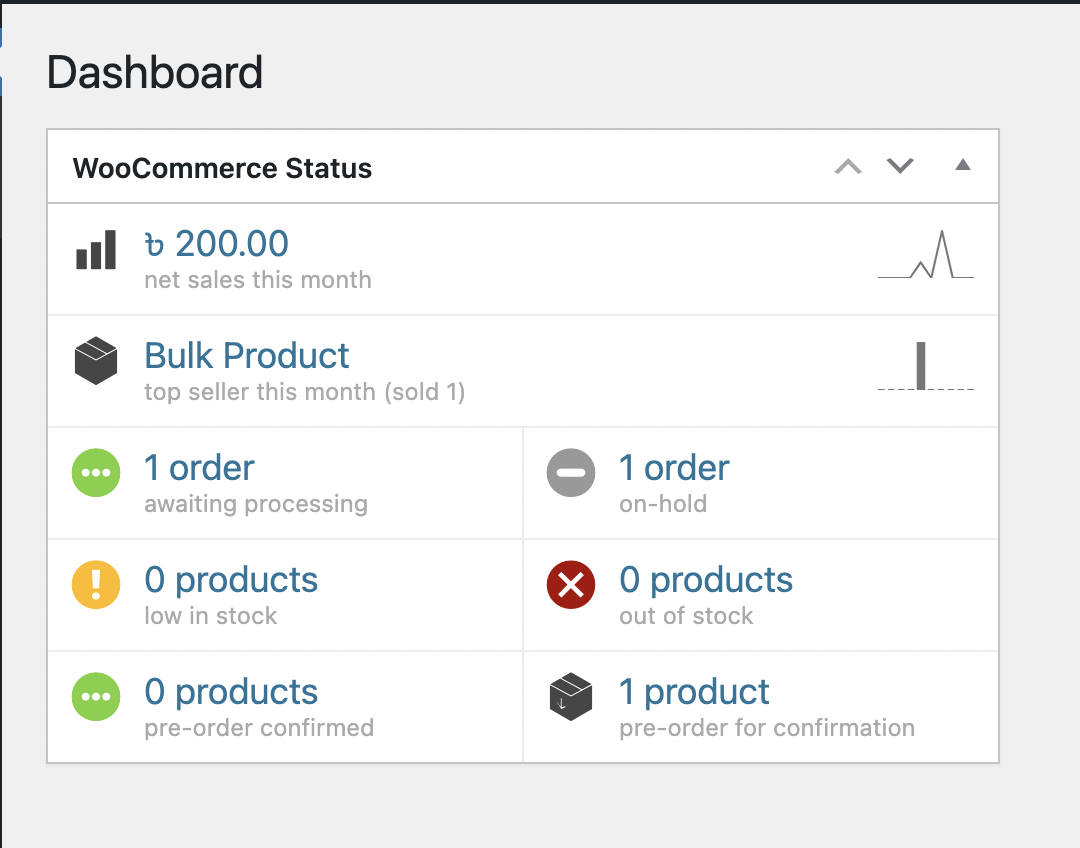 Dashboard
WooCommerce Status
৳ 200.00
net sales this month
Bulk Product
top seller this month (sold 1)
1 order
awaiting processing
1 order
on-hold
0 products
low in stock
0 products
out of stock
0 products
pre-order confirmed
1 product
pre-order for confirmation